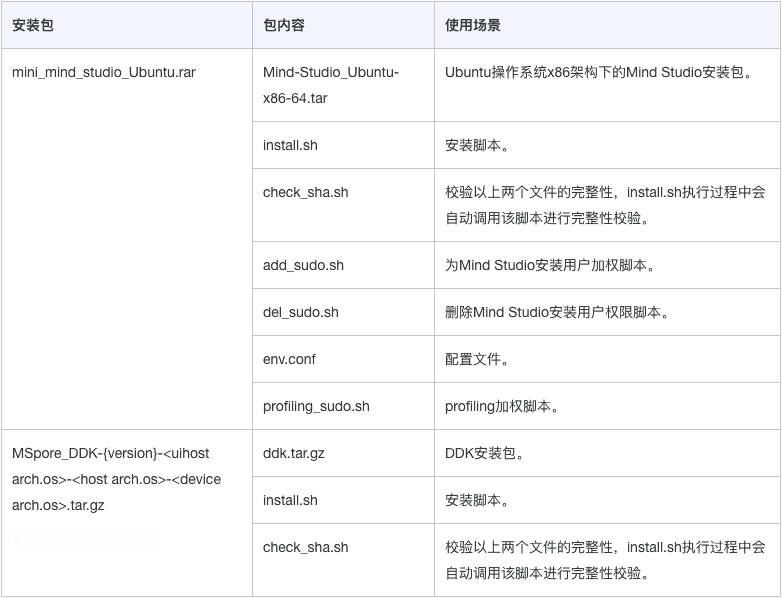 安装包 包内容 使用场景
mini_mind_studio_Ubuntu.rar Mind-Studio_Ubuntu- Ubuntu操作系统x86架构下的Mind Studio安装包。
x86-64.tar
install.sh 安装脚本。
check_sha.sh 校验以上两个文件的完整性，install.sh执行过程中会
自动调用该脚本进行完整性校验。
add_sudo.sh 为Mind Studio安装用户加权脚本。
del_sudo.sh 删除Mind Studio安装用户权限脚本。
env.conf 配置文件。
profiling_sudo.sh profiling加权脚本。
MSpore_DDK-{version}-<uihost ddk.tar.gz DDK安装包。
arch.os>-<host arch.os>-<device install.sh 安装脚本。
arch.os>.tar.gz
check_sha.sh 校验以上两个文件的完整性，install.sh执行过程中会
自动调用该脚本进行完整性校验。